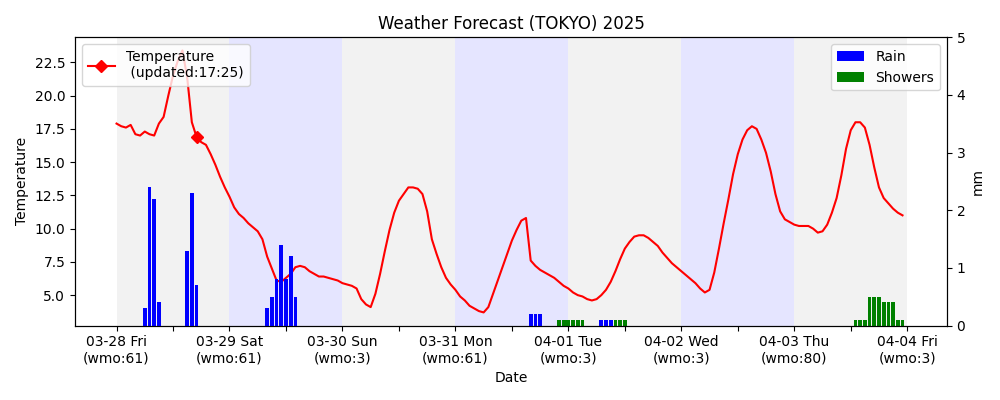 Weather Forecast (TOKYO) 2025
Temperature
(updated:17:25)
Rain
Showers
Temperature
22.5
20.0
17.5
15.0
12.5
10.0
7.5
5.0
5
4
3
2
1
0
mm
03-28 Fri 03-29 Sat 03-30 Sun 03-31 Mon 04-01 Tue 04-02 Wed 04-03 Thu 04-04 Fri
(wmo:61) (wmo:61) (wmo:3) (wmo:61) (wmo:3) (wmo:3) (wmo:80) (wmo:3)
Date